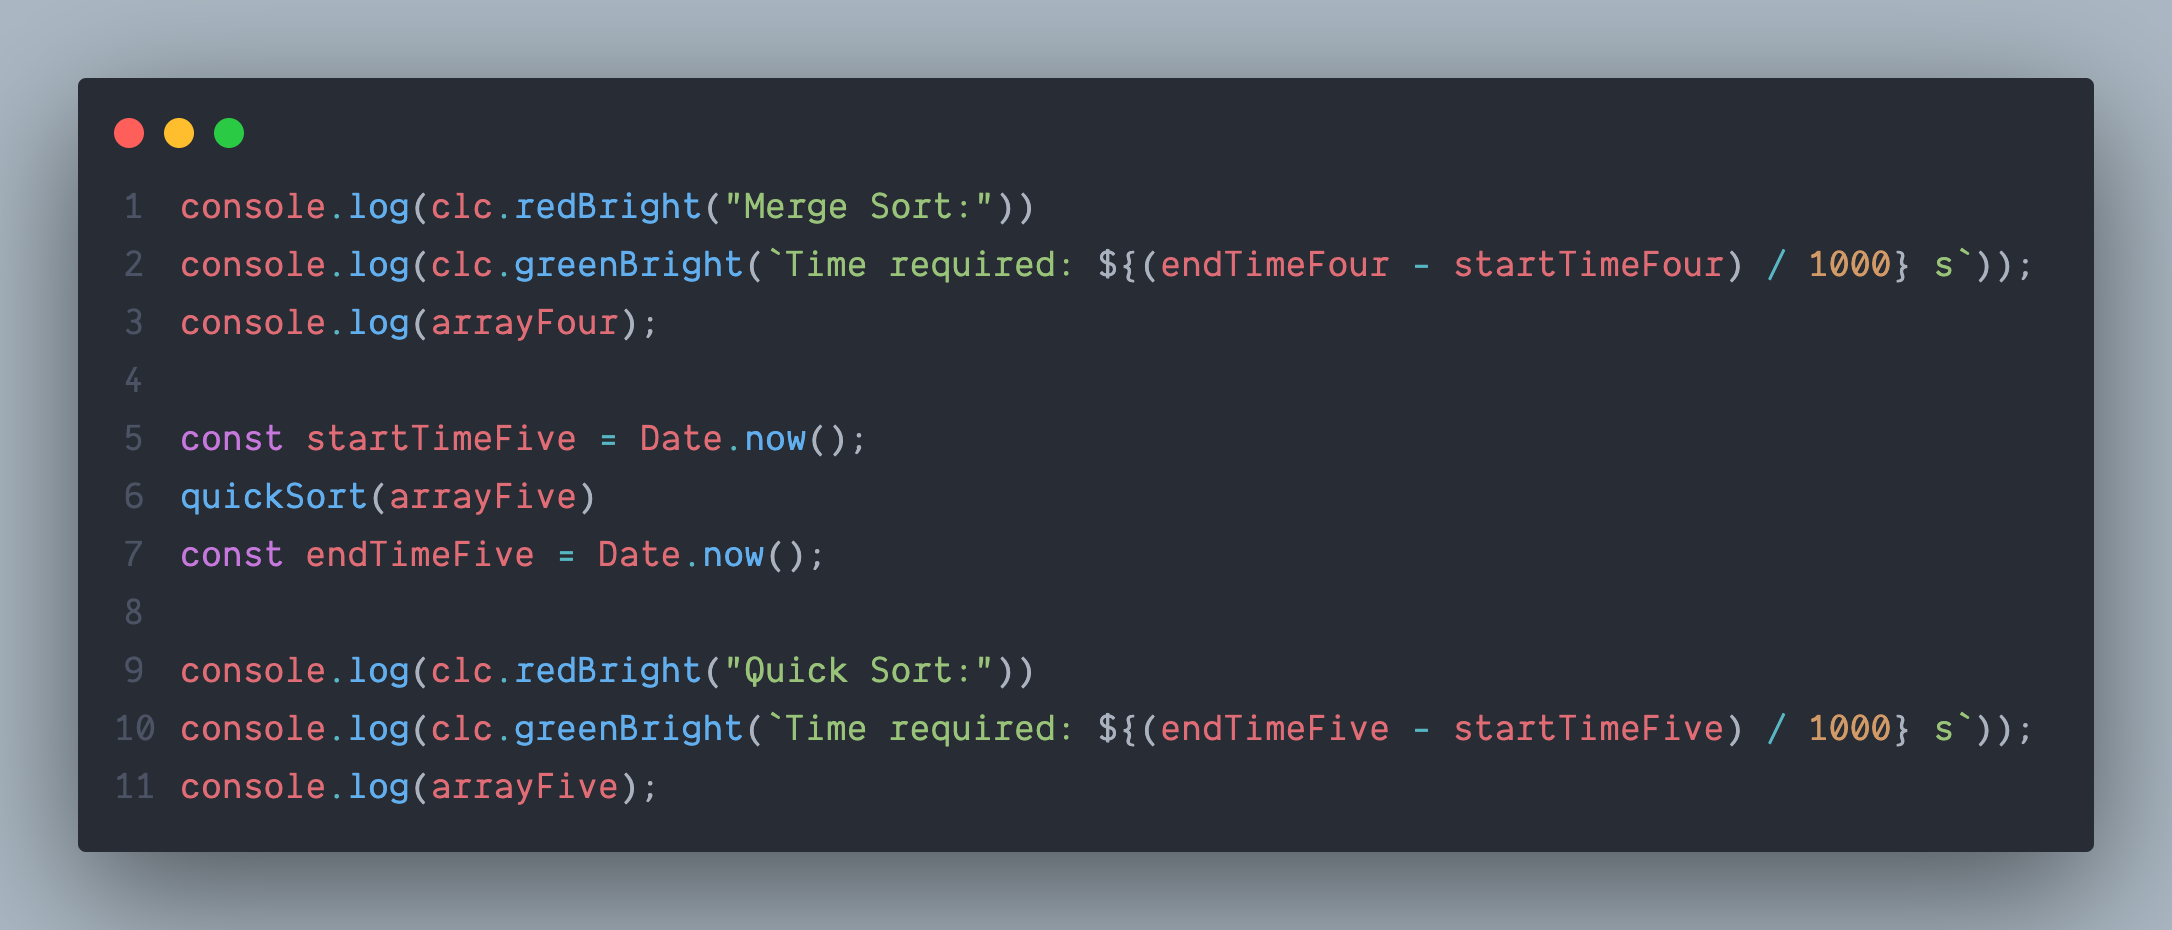 1 console.log(clc.redBright("Merge Sort:"))
2 console.log(clc.greenBright(`Time required: ${(endTimeFour - startTimeFour) / 1000} s`));
3 console.log(arrayFour);
4
5 const startTimeFive = Date.now();
6 quickSort(arrayFive)
7 const endTimeFive = Date.now();
8
9 console.log(clc.redBright("Quick Sort:"))
10 console.log(clc.greenBright(`Time required: ${(endTimeFive - startTimeFive) / 1000} s`));
11 console.log(arrayFive);